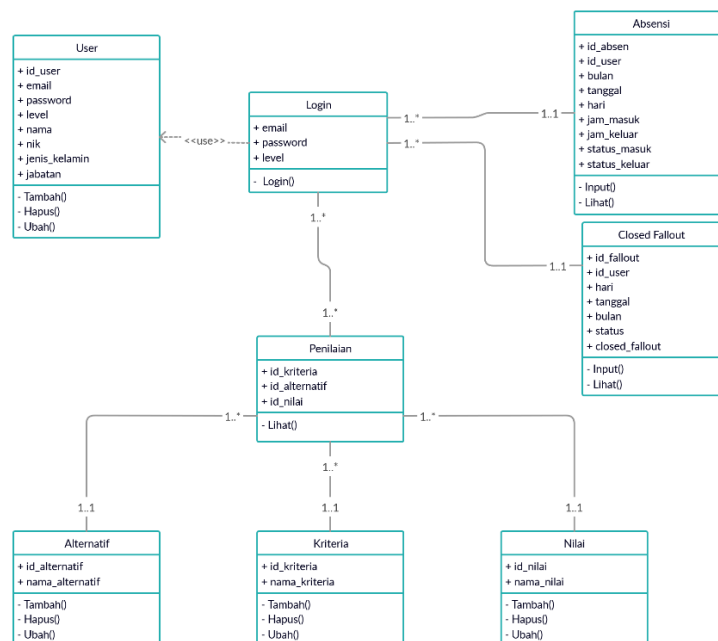 User
+ id_user
+ email
+ password
+ level
+ nama
+ nik
+ jenis_kelamin
+ jabatan
- Tambah()
- Hapus()
- Ubah()
<<use>>
Login
+ email
+ password
+ level
- Login()
1..*
1..1
1..*
1..1
Absensi
+ id_absen
+ id_user
+ bulan
+ tanggal
+ hari
+ jam_masuk
+ jam_keluar
+ status_masuk
+ status_keluar
- Input()
- Lihat()
Closed Fallout
+ id_fallout
+ id_user
+ hari
+ tanggal
+ bulan
+ status
+ closed_fallout
- Input()
- Lihat()
1..*
1..*
Penilaian
+ id_kriteria
+ id_alternatif
+ id_nilai
- Lihat()
1..*
1..*
1..*
1..1
1..1
1..1
Alternatif
+ id_alternatif
+ nama_alternatif
- Tambah()
- Hapus()
- Ubah()
Kriteria
+ id_kriteria
+ nama_kriteria
- Tambah()
- Hapus()
- Ubah()
Nilai
+ id_nilai
+ nama_nilai
- Tambah()
- Hapus()
- Ubah()